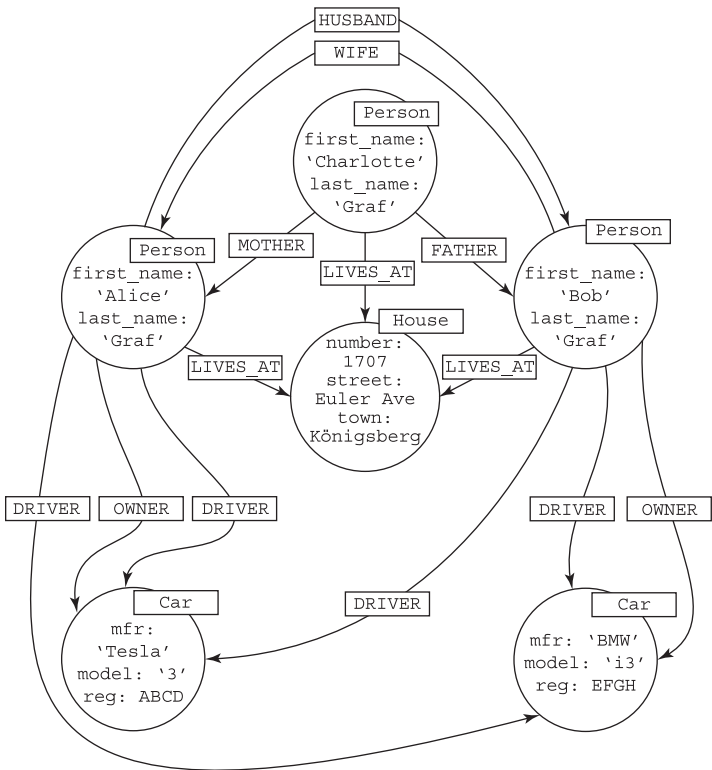 HUSBAND
WIFE
Person
first_name:
‘Charlotte’
last_name:
‘Graf’
MOTHER
FATHER
LIVES_AT
Person
first_name:
‘Alice’
last_name:
‘Graf’
Person
first_name:
‘Bob’
last_name:
‘Graf’
House
number:
1707
street:
Euler Ave
town:
Königsberg
LIVES_AT
LIVES_AT
DRIVER
OWNER
DRIVER
DRIVER
OWNER
DRIVER
Car
mfr:
‘Tesla’
model: ‘3’
reg: ABCD
Car
mfr: ‘BMW’
model: ‘i3’
reg: EFGH